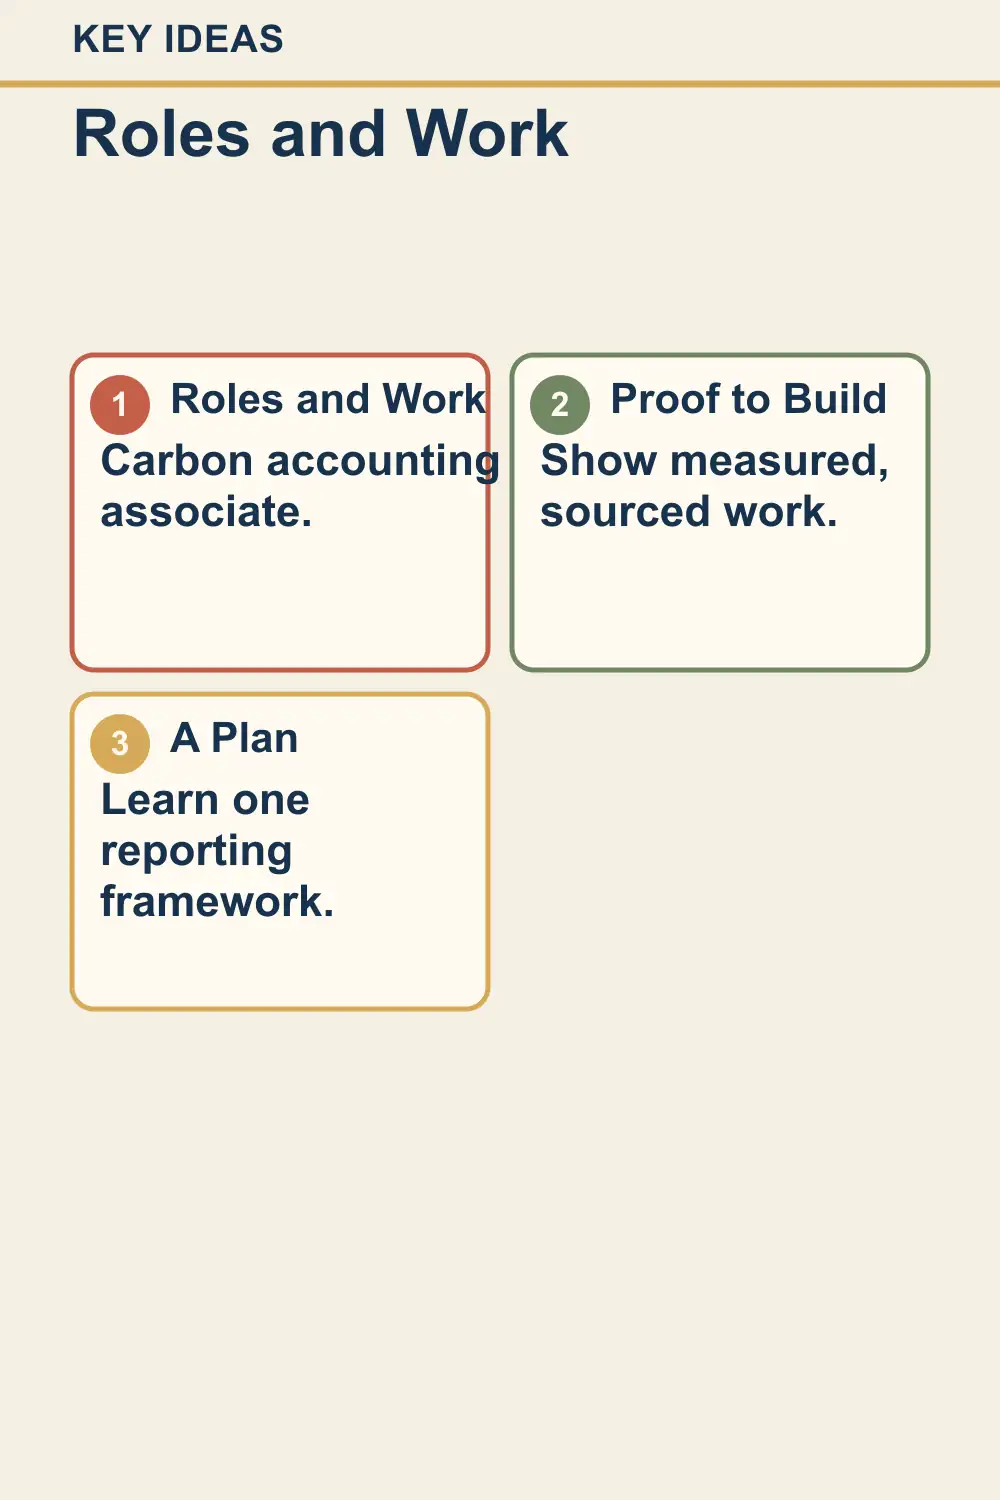 KEY IDEAS
Roles and Work
1 Roles and Work
Carbon accounting
associate.
2 Proof to Build
Show measured,
sourced work.
3 A Plan
Learn one
reporting
framework.